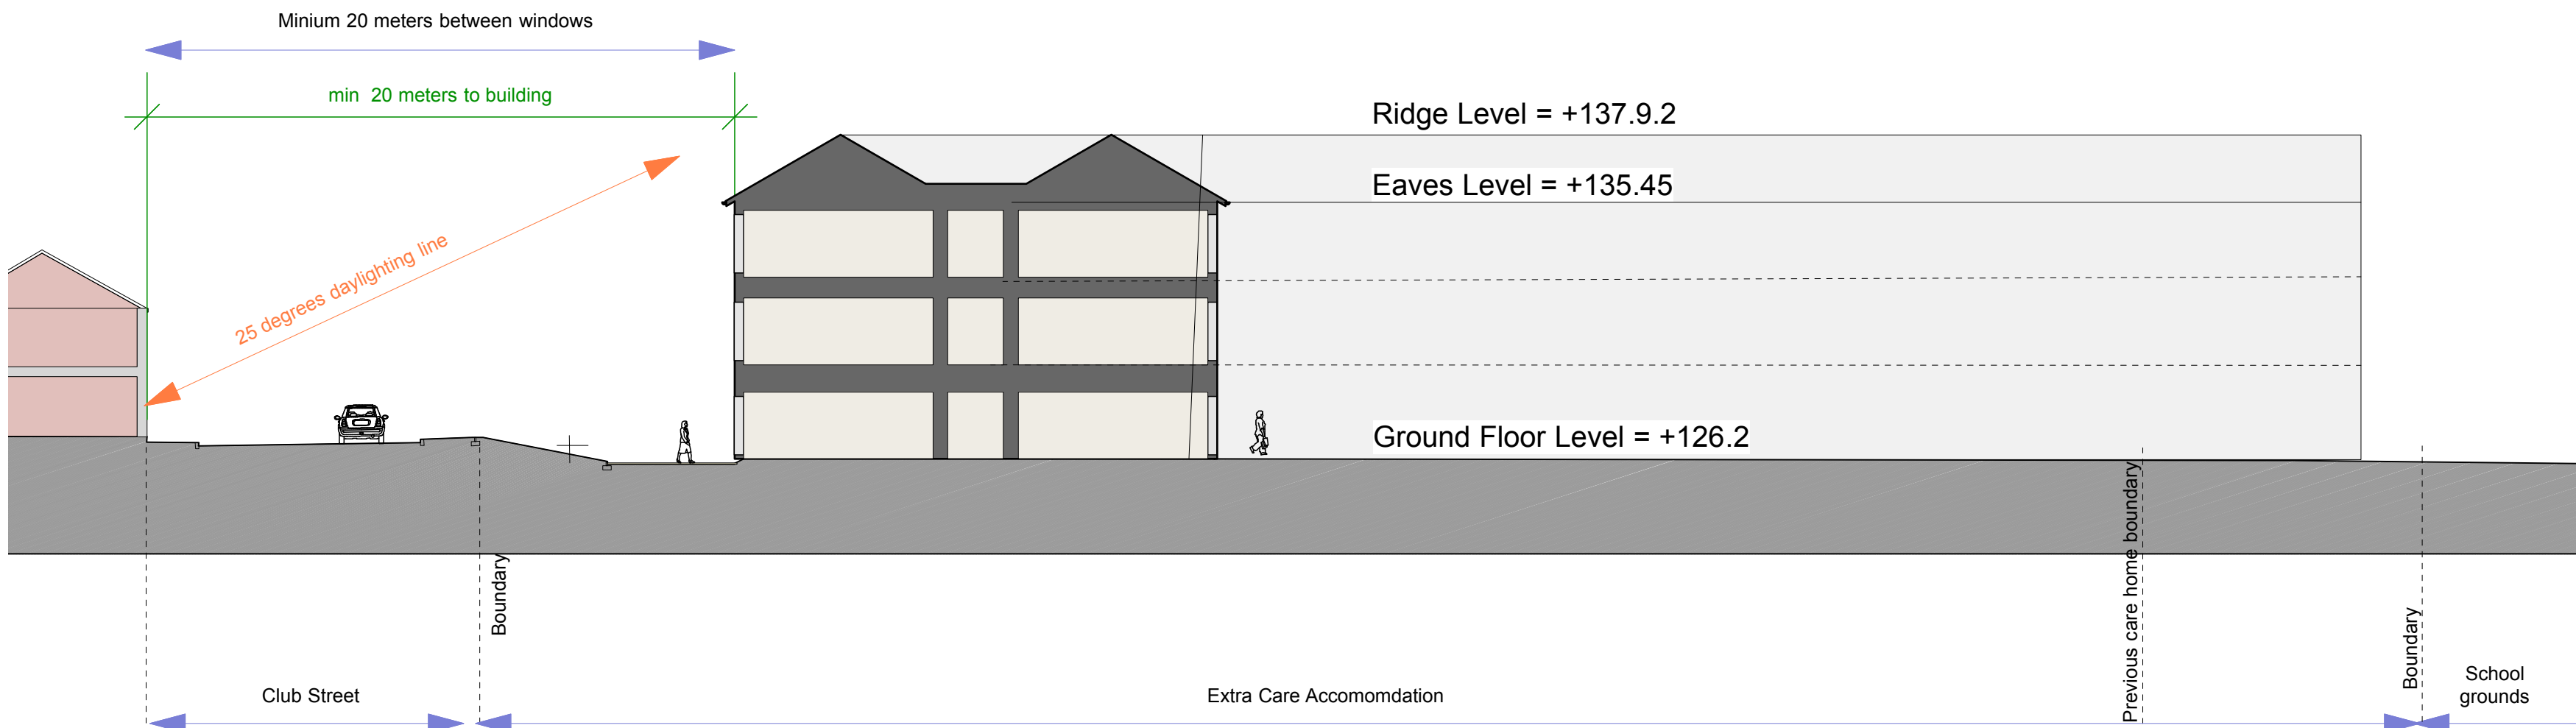 Minium 20 meters between windows
min 20 meters to building
25 degrees daylighting line
Ridge Level = +137.9.2
Eaves Level = +135.45
Ground Floor Level = +126.2
Boundary
Previous care home boundary
Boundary
Club Street
Extra Care Accomomdation
School
grounds